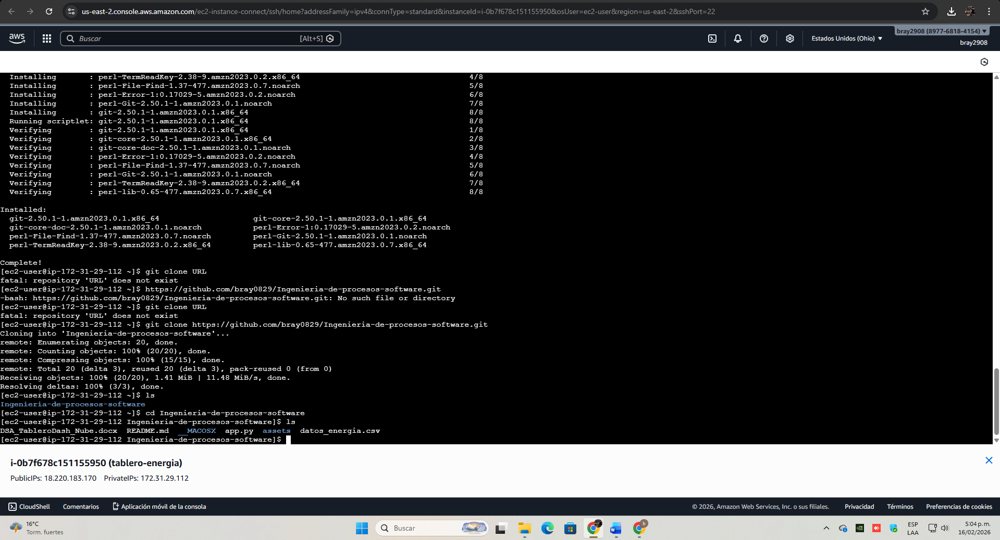 us-east-2.console.aws.amazon.com/ec2-instance-connect/ssh/home?addressFamily=ipv4&connType=standard&instanceId=i-0b7f678c151155950&osUser=ec2-user&region=us-east-2&sshPort=22
aws Buscar [Alt+S] Estados Unidos (Ohio) bray2908 (8977-6818-4154)
bray2908
Installing : perl-TermReadKey-2.38-9.amzn2023.0.2.x86_64 4/8
Installing : perl-File-Find-1.37-477.amzn2023.0.7.noarch 5/8
Installing : perl-Error-1:0.17029-5.amzn2023.0.2.noarch 6/8
Installing : perl-Git-2.50.1-1.amzn2023.0.1.noarch 7/8
Installing : git-2.50.1-1.amzn2023.0.1.x86_64 8/8
Running scriptlet: git-2.50.1-1.amzn2023.0.1.x86_64 8/8
Verifying : git-2.50.1-1.amzn2023.0.1.x86_64 1/8
Verifying : git-core-2.50.1-1.amzn2023.0.1.x86_64 2/8
Verifying : git-core-doc-2.50.1-1.amzn2023.0.1.noarch 3/8
Verifying : perl-Error-1:0.17029-5.amzn2023.0.2.noarch 4/8
Verifying : perl-File-Find-1.37-477.amzn2023.0.7.noarch 5/8
Verifying : perl-Git-2.50.1-1.amzn2023.0.1.noarch 6/8
Verifying : perl-TermReadKey-2.38-9.amzn2023.0.2.x86_64 7/8
Verifying : perl-lib-0.65-477.amzn2023.0.7.x86_64 8/8
Installed:
git-2.50.1-1.amzn2023.0.1.x86_64 git-core-2.50.1-1.amzn2023.0.1.x86_64
git-core-doc-2.50.1-1.amzn2023.0.1.noarch perl-Error-1:0.17029-5.amzn2023.0.2.noarch
perl-File-Find-1.37-477.amzn2023.0.7.noarch perl-Git-2.50.1-1.amzn2023.0.1.noarch
perl-TermReadKey-2.38-9.amzn2023.0.2.x86_64 perl-lib-0.65-477.amzn2023.0.7.x86_64
Complete!
[ec2-user@ip-172-31-29-112 ~]$ git clone URL
fatal: repository 'URL' does not exist
[ec2-user@ip-172-31-29-112 ~]$ https://github.com/bray0829/Ingenieria-de-procesos-software.git
-bash: https://github.com/bray0829/Ingenieria-de-procesos-software.git: No such file or directory
[ec2-user@ip-172-31-29-112 ~]$ git clone URL
fatal: repository 'URL' does not exist
[ec2-user@ip-172-31-29-112 ~]$ git clone https://github.com/bray0829/Ingenieria-de-procesos-software.git
Cloning into 'Ingenieria-de-procesos-software'...
remote: Enumerating objects: 20, done.
remote: Counting objects: 100% (20/20), done.
remote: Compressing objects: 100% (15/15), done.
remote: Total 20 (delta 3), reused 20 (delta 3), pack-reused 0 (from 0)
Receiving objects: 100% (20/20), 1.41 MiB | 11.48 MiB/s, done.
Resolving deltas: 100% (3/3), done.
[ec2-user@ip-172-31-29-112 ~]$ ls
Ingenieria-de-procesos-software
[ec2-user@ip-172-31-29-112 ~]$ cd Ingenieria-de-procesos-software
[ec2-user@ip-172-31-29-112 Ingenieria-de-procesos-software]$ ls
DSA_TableroDash_Nube.docx README.md __MACOSX app.py assets datos_energia.csv
[ec2-user@ip-172-31-29-112 Ingenieria-de-procesos-software]$
i-0b7f678c151155950 (tablero-energia)
PublicIPs: 18.220.183.170 PrivateIPs: 172.31.29.112
CloudShell Comentarios Aplicación móvil de la consola © 2026, Amazon Web Services, Inc. o sus filiales. Privacidad Términos Preferencias de cookies
16°C
Torm. fuertes
Buscar
ESP
LAA
5:04 p. m.
16/02/2026